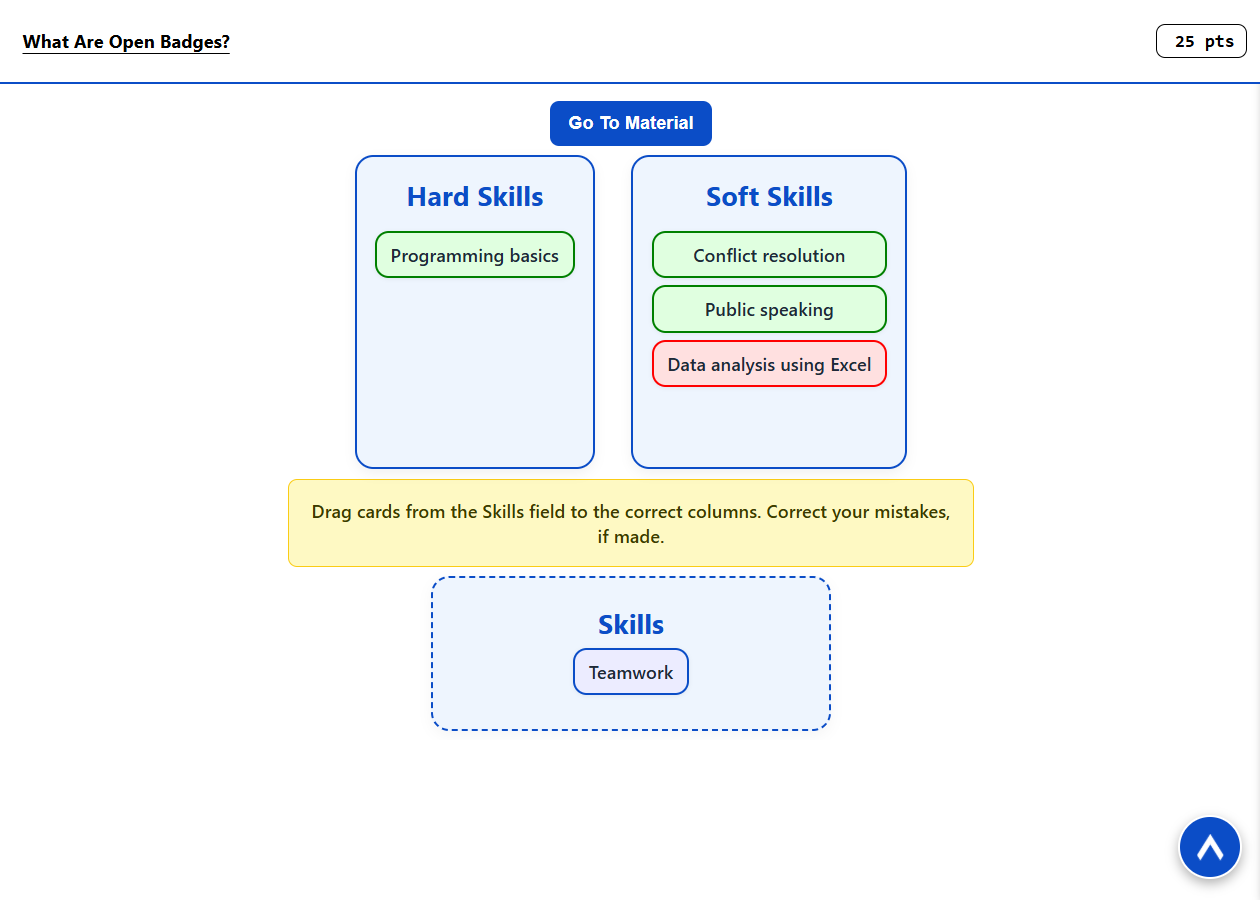 What Are Open Badges?
25 pts
Go To Material
Hard Skills
Programming basics
Soft Skills
Conflict resolution
Public speaking
Data analysis using Excel
Drag cards from the Skills field to the correct columns. Correct your mistakes,
if made.
Skills
Teamwork